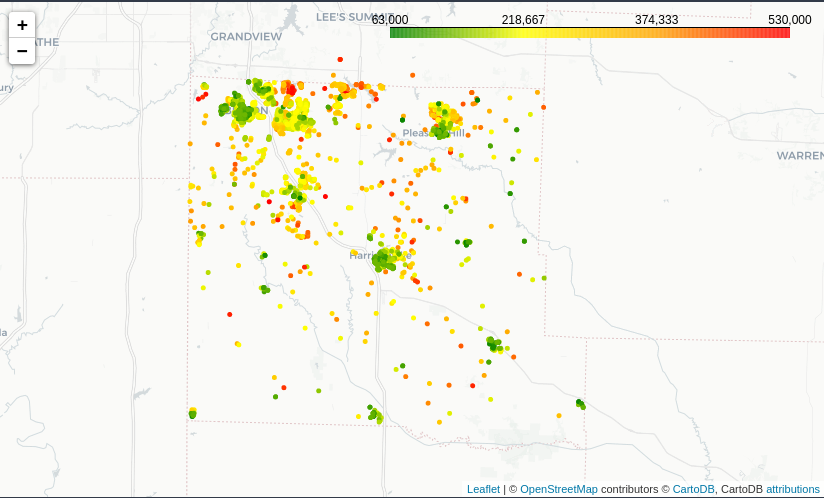 +
−
LEE'S SUMMIT
63,000 218,667 374,333 530,000
GRANDVIEW
ATHE
ury
Pleasant Hill
WARREN
Harrisonville
la
Leaflet | © OpenStreetMap contributors © CartoDB, CartoDB attributions